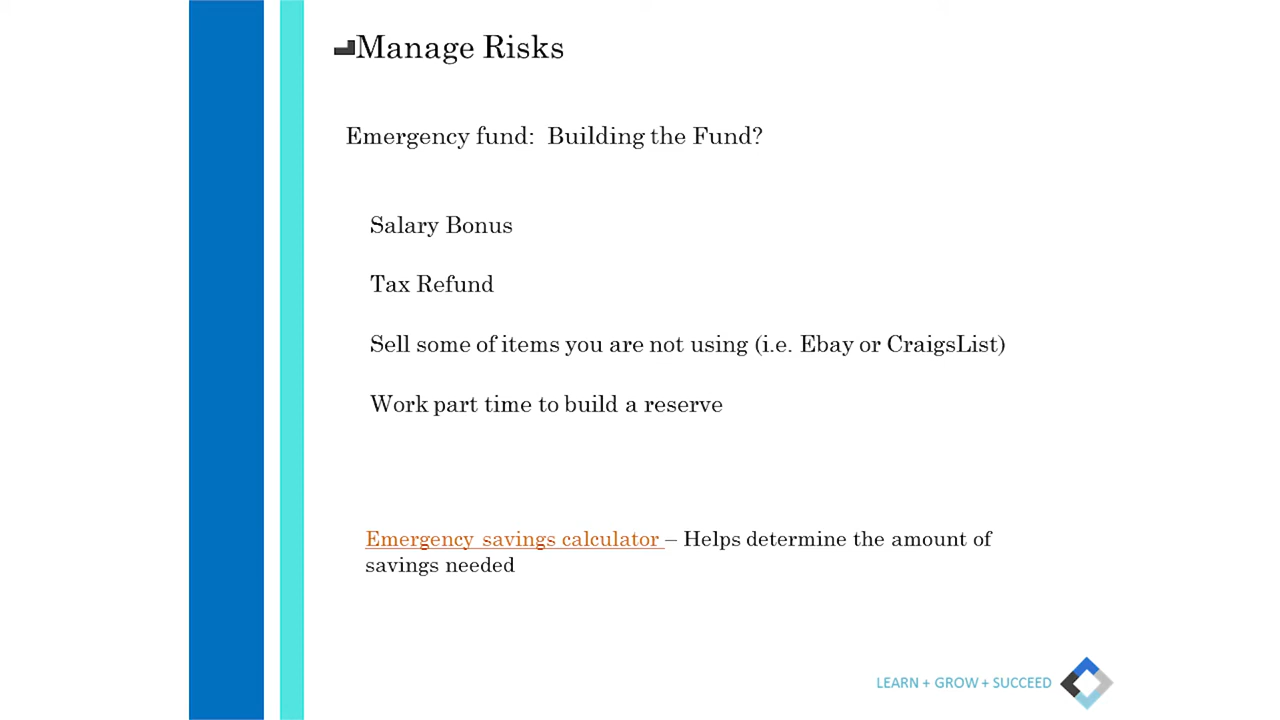 Manage Risks
Emergency fund:  Building the Fund?
Salary Bonus
Tax Refund
Sell some of items you are not using (i.e. Ebay or CraigsList)
Work part time to build a reserve
Emergency savings calculator – Helps determine the amount of
savings needed
LEARN + GROW + SUCCEED